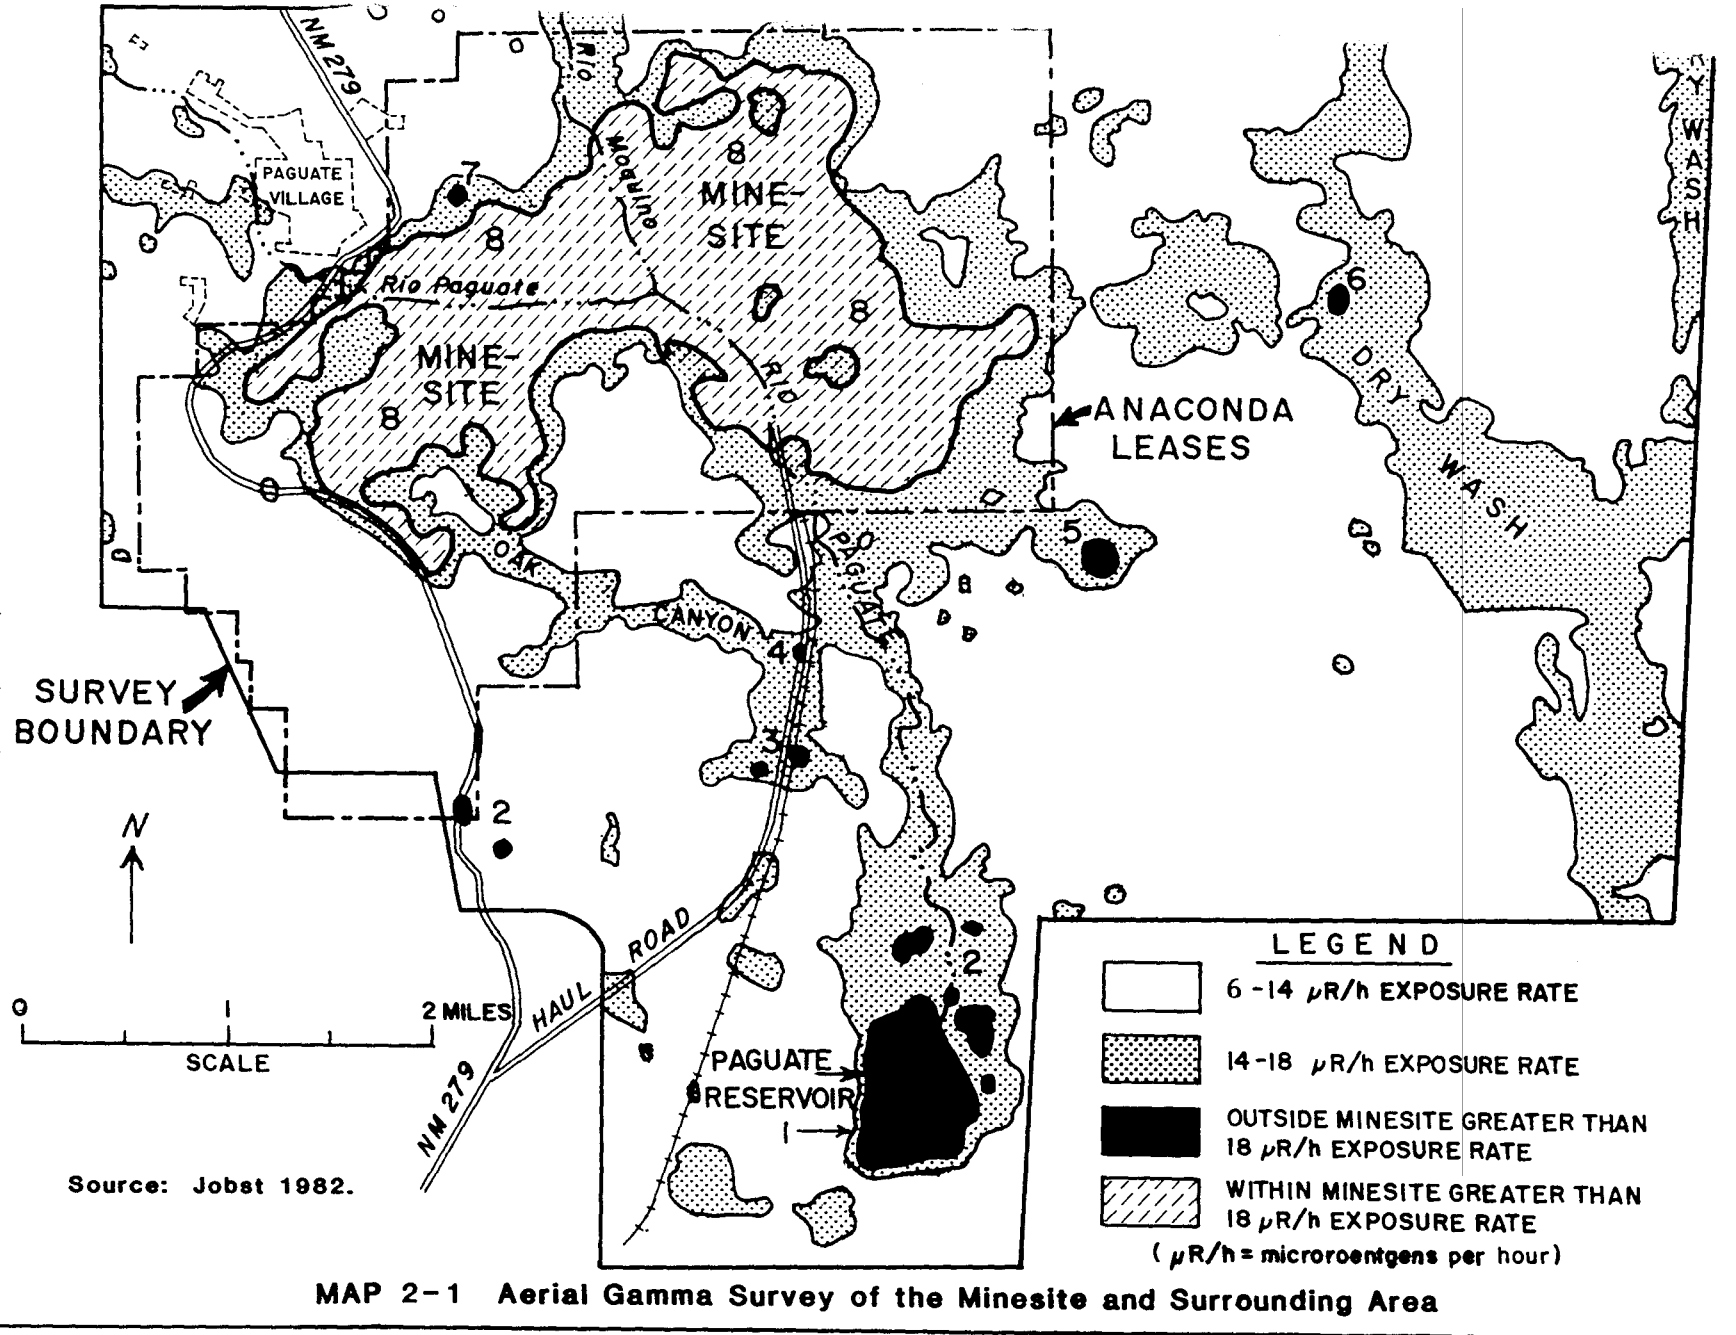 NM 279
RIO
Moquino
PAGUATE
VILLAGE
7
8
MINE-
SITE
8
1
Rio Paguate
8
MINE-
SITE
8
RIO
PAGUATE
6
DRY
WASH
RY WASH
ANACONDA
LEASES
5
OAK
CANYON
4
3
D
SURVEY
BOUNDARY
N
2
0 1 2 MILES
SCALE
HAUL ROAD
NM 279
2
PAGUATE
RESERVOIR
1
Source: Jobst 1982.
LEGEND
6-14 µR/h EXPOSURE RATE
14-18 µR/h EXPOSURE RATE
OUTSIDE MINESITE GREATER THAN
18 µR/h EXPOSURE RATE
WITHIN MINESITE GREATER THAN
18 µR/h EXPOSURE RATE
( µR/h = microroentgens per hour)
MAP 2-1 Aerial Gamma Survey of the Minesite and Surrounding Area